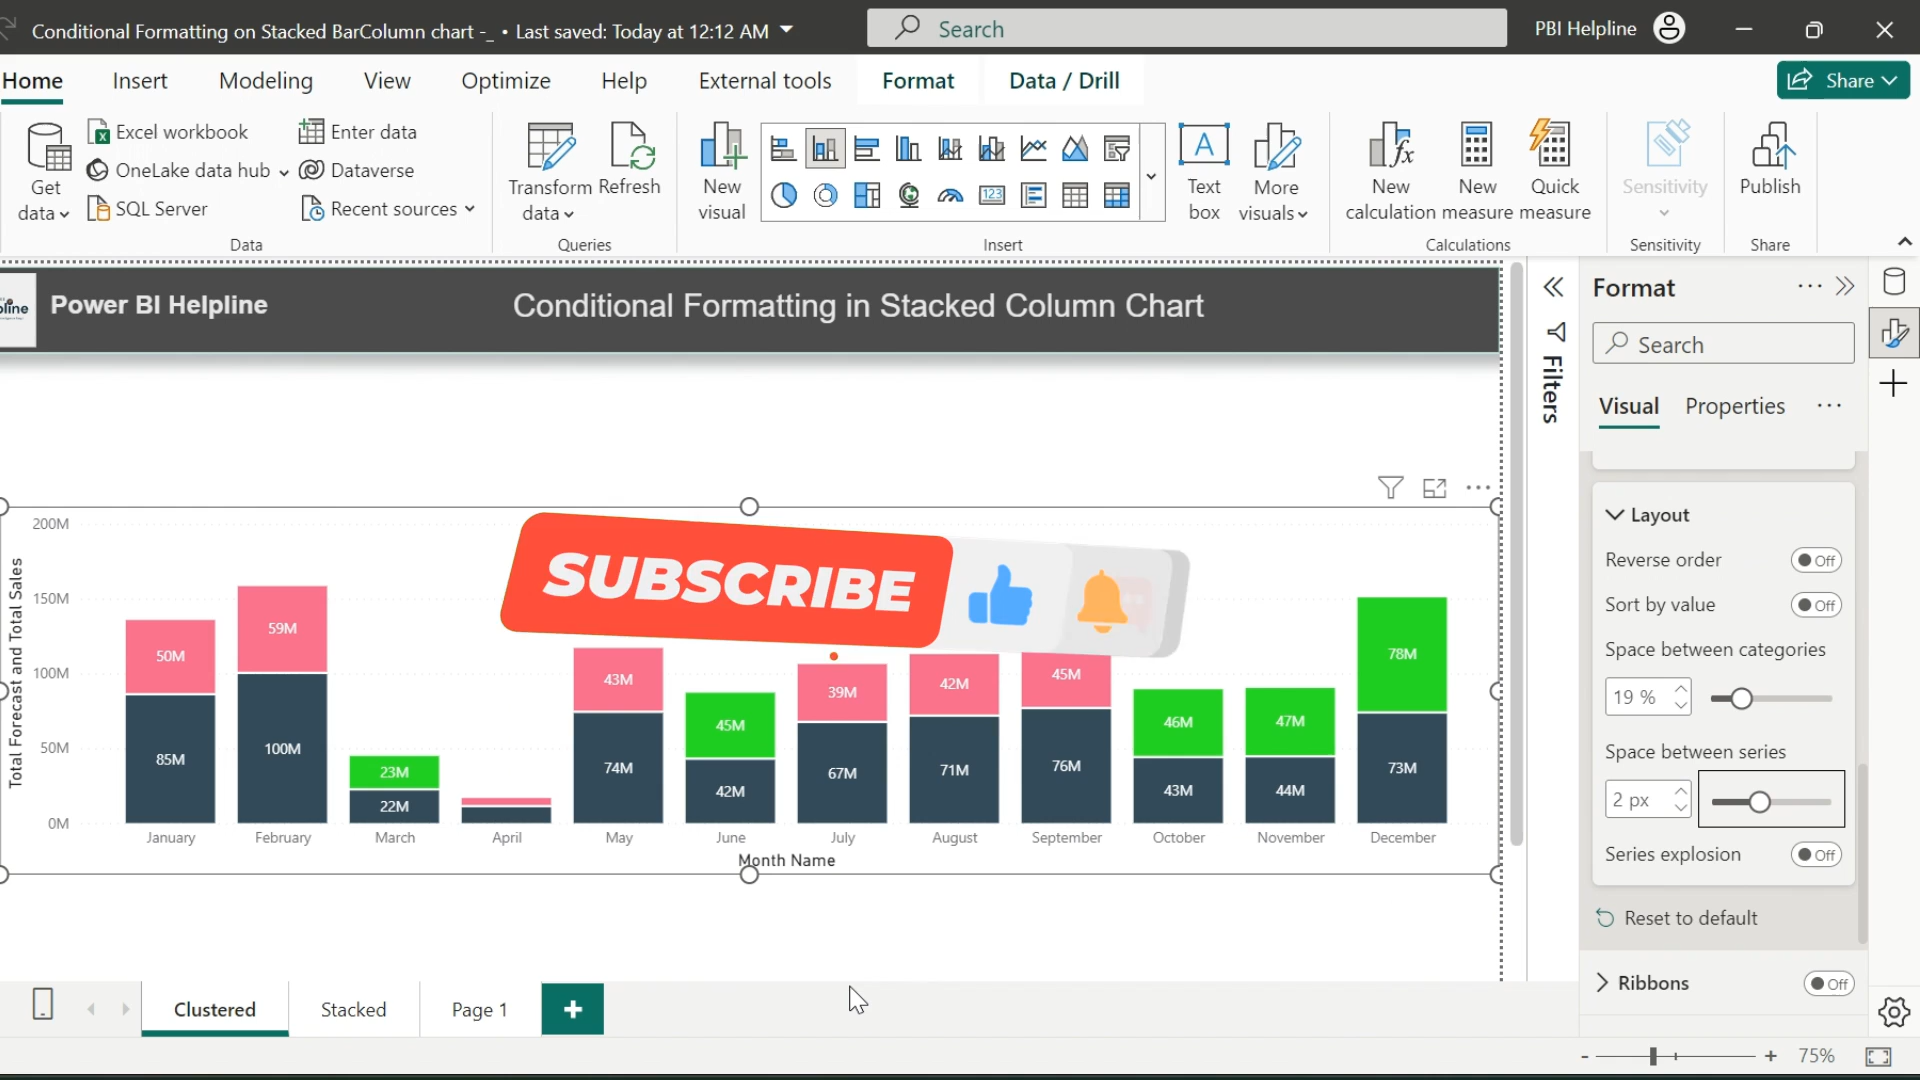 Conditional Formatting on Stacked BarColumn chart -_ • Last saved: Today at 12:12 AM
Search
PBI Helpline
Home
Insert
Modeling
View
Optimize
Help
External tools
Format
Data / Drill
Share
Get data
Excel workbook
OneLake data hub
SQL Server
Enter data
Dataverse
Recent sources
Data
Transform data
Refresh
Queries
New visual
123
Insert
A
Text box
More visuals
New calculation
New measure
Quick measure
Calculations
Sensitivity
Sensitivity
Publish
Share
Power BI Helpline
Conditional Formatting in Stacked Column Chart
Total Forecast and Total Sales
200M
150M
100M
50M
0M
50M
85M
59M
100M
23M
22M
43M
74M
45M
42M
39M
67M
42M
71M
45M
76M
46M
43M
47M
44M
78M
73M
SUBSCRIBE
January
February
March
April
May
June
July
August
September
October
November
December
Month Name
Filters
Format
Search
Visual
Properties
Layout
Reverse order
Off
Sort by value
Off
Space between categories
19 %
Space between series
2 px
Series explosion
Off
Reset to default
Ribbons
Off
Clustered
Stacked
Page 1
+
- + 75%